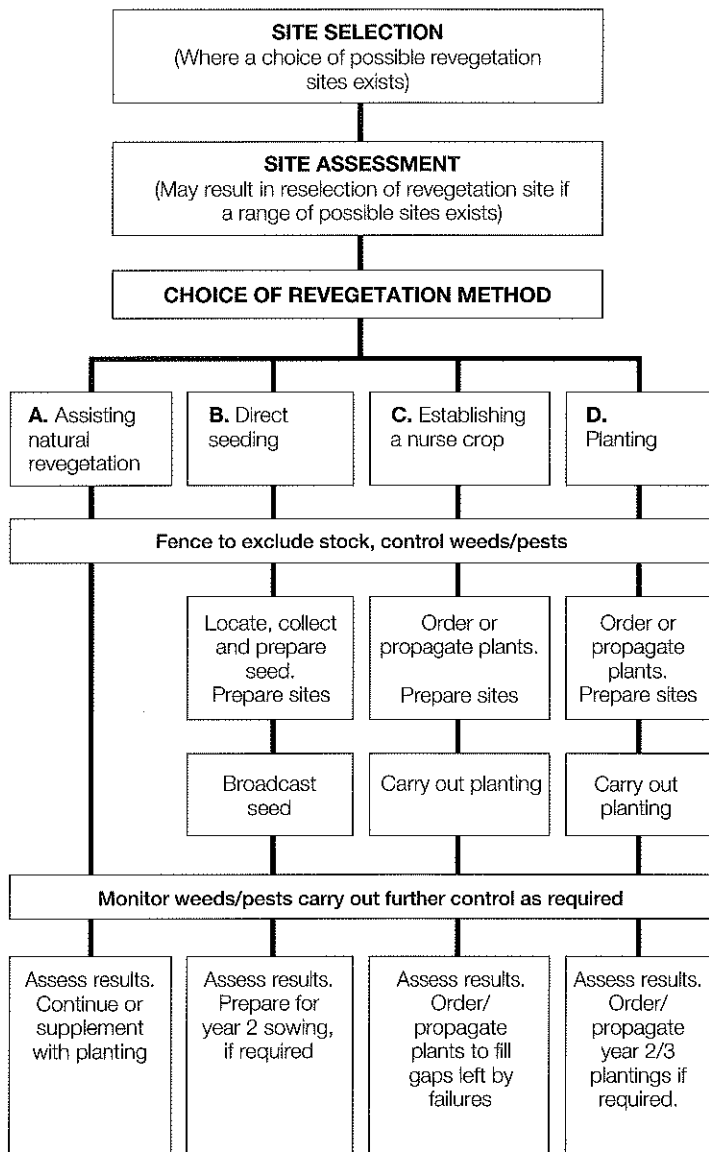 SITE SELECTION
(Where a choice of possible revegetation
sites exists)
SITE ASSESSMENT
(May result in reselection of revegetation site if
a range of possible sites exists)
CHOICE OF REVEGETATION METHOD
A. Assisting
natural
revegetation
B. Direct
seeding
C. Establishing
a nurse crop
D.
Planting
Fence to exclude stock, control weeds/pests
Locate, collect
and prepare
seed.
Prepare sites
Order or
propagate plants.
Prepare sites
Order or
propagate
plants.
Prepare sites
Broadcast
seed
Carry out planting
Carry out
planting
Monitor weeds/pests carry out further control as required
Assess results.
Continue or
supplement
with planting
Assess results.
Prepare for
year 2 sowing,
if required
Assess results.
Order/
propagate
plants to fill
gaps left by
failures
Assess results.
Order/
propagate
year 2/3
plantings if
required.